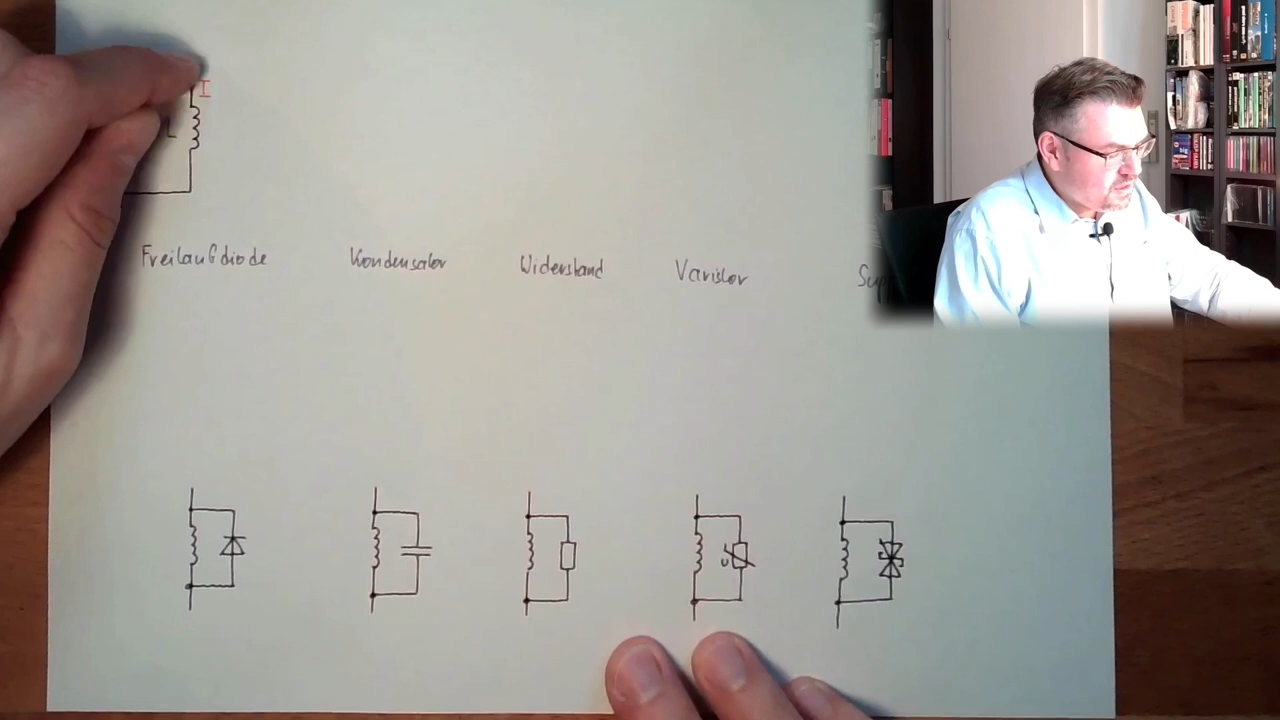 I
L
Freilaufdiode
Kondensator
Widerstand
Varistor
U